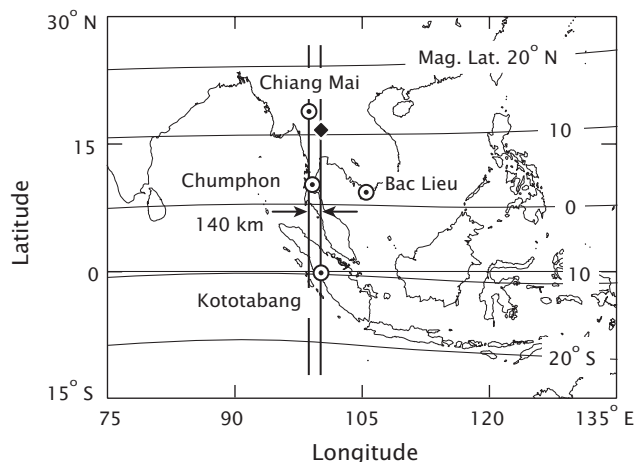 30° N
Mag. Lat. 20° N
Chiang Mai
10
15
Chumphon
Bac Lieu
0
140 km
0
10
Kototabang
20° S
15° S
75
90
105
120
135° E
Latitude
Longitude